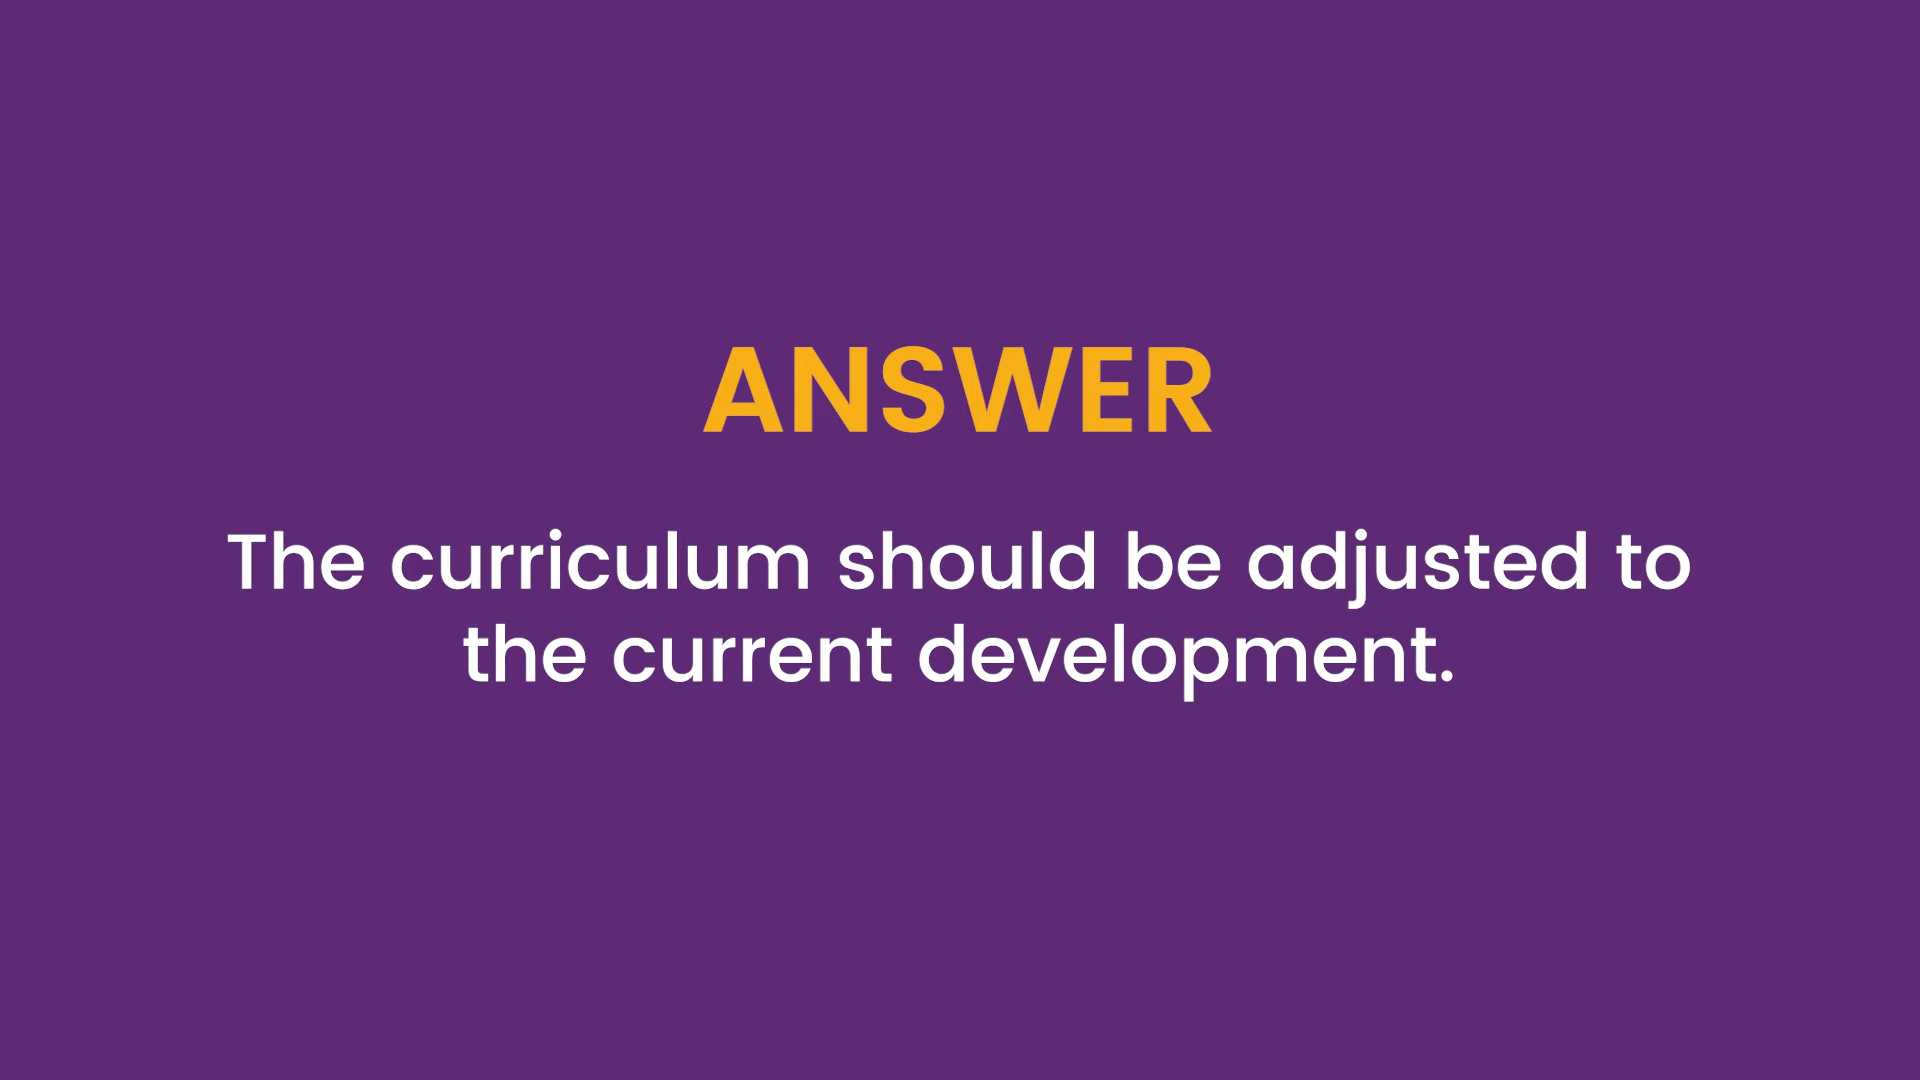 ANSWER
The curriculum should be adjusted to
the current development.